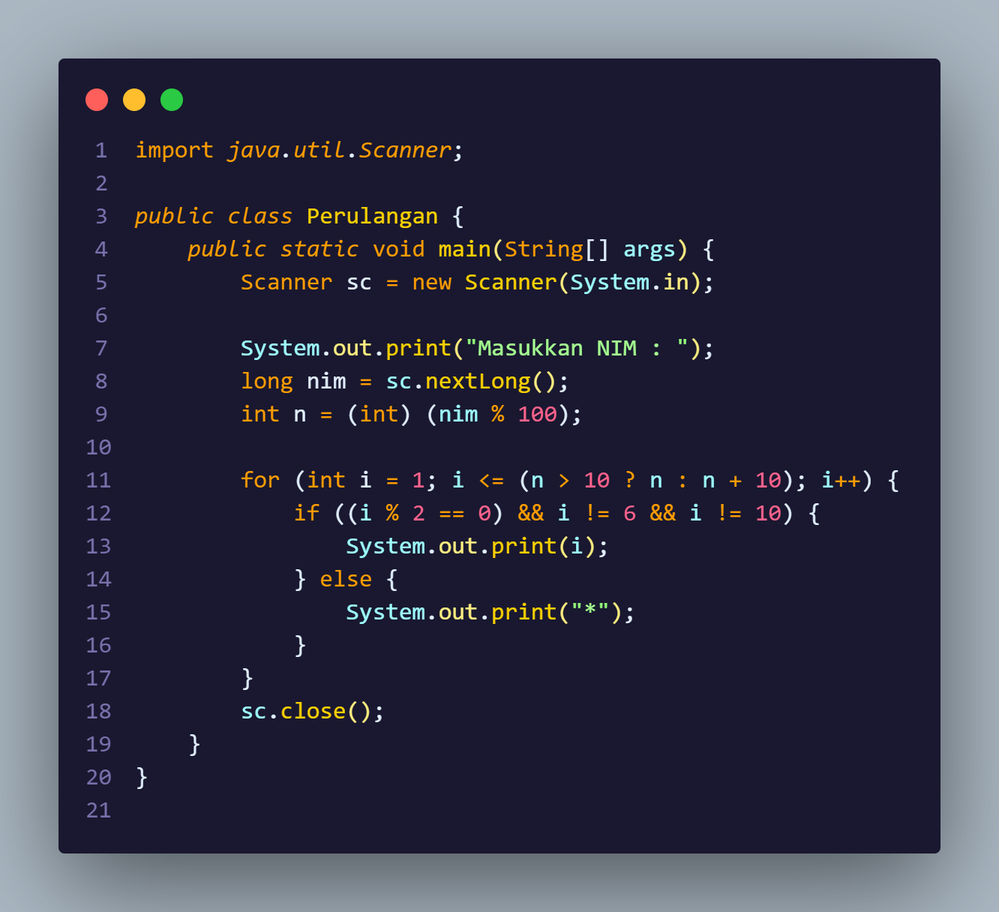 1 import java.util.Scanner;
2
3 public class Perulangan {
4     public static void main(String[] args) {
5         Scanner sc = new Scanner(System.in);
6
7         System.out.print("Masukkan NIM : ");
8         long nim = sc.nextLong();
9         int n = (int) (nim % 100);
10
11         for (int i = 1; i <= (n > 10 ? n : n + 10); i++) {
12             if ((i % 2 == 0) && i != 6 && i != 10) {
13                 System.out.print(i);
14             } else {
15                 System.out.print("*");
16             }
17         }
18         sc.close();
19     }
20 }
21